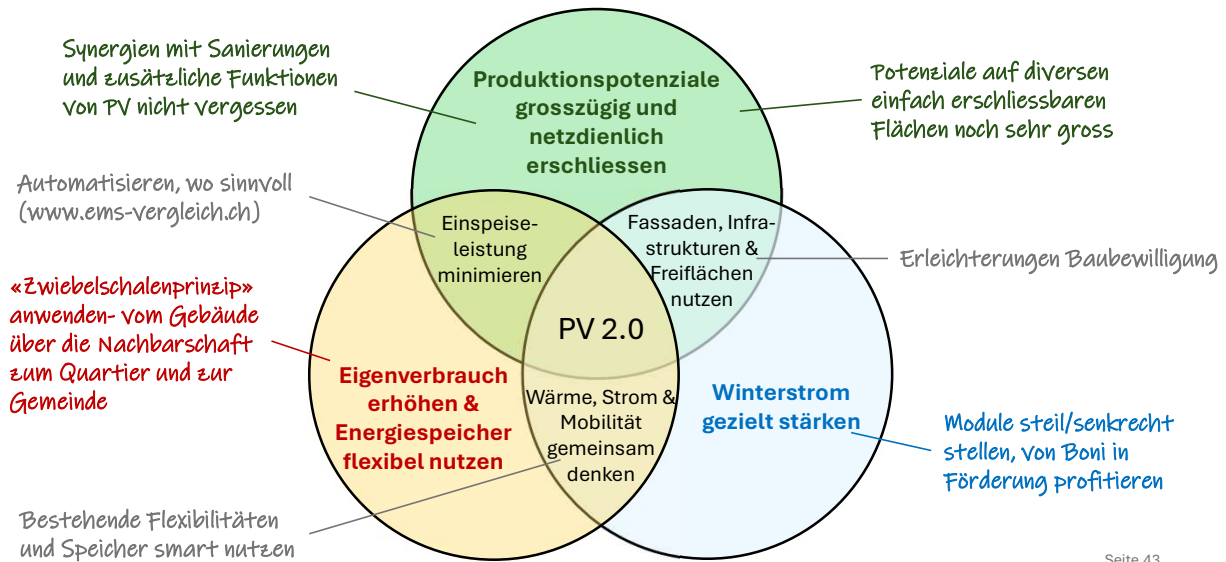 Synergien mit Sanierungen
und zusätzliche Funktionen
von PV nicht vergessen
Produktionspotenziale
grosszügig und
netzdienlich
erschliessen
Potenziale auf diversen
einfach erschliessbaren
Flächen noch sehr gross
Automatisieren, wo sinnvoll
(www.ems-vergleich.ch)
Einspeise-
leistung
minimieren
Fassaden, Infra-
strukturen &
Freiflächen
nutzen
Erleichterungen Baubewilligung
«Zwiebelschalenprinzip»
anwenden- vom Gebäude
über die Nachbarschaft
zum Quartier und zur
Gemeinde
PV 2.0
Eigenverbrauch
erhöhen &
Energiespeicher
flexibel nutzen
Wärme, Strom &
Mobilität
gemeinsam
denken
Winterstrom
gezielt stärken
Module steil/senkrecht
stellen, von Boni in
Förderung profitieren
Bestehende Flexibilitäten
und Speicher smart nutzen
Seite 43